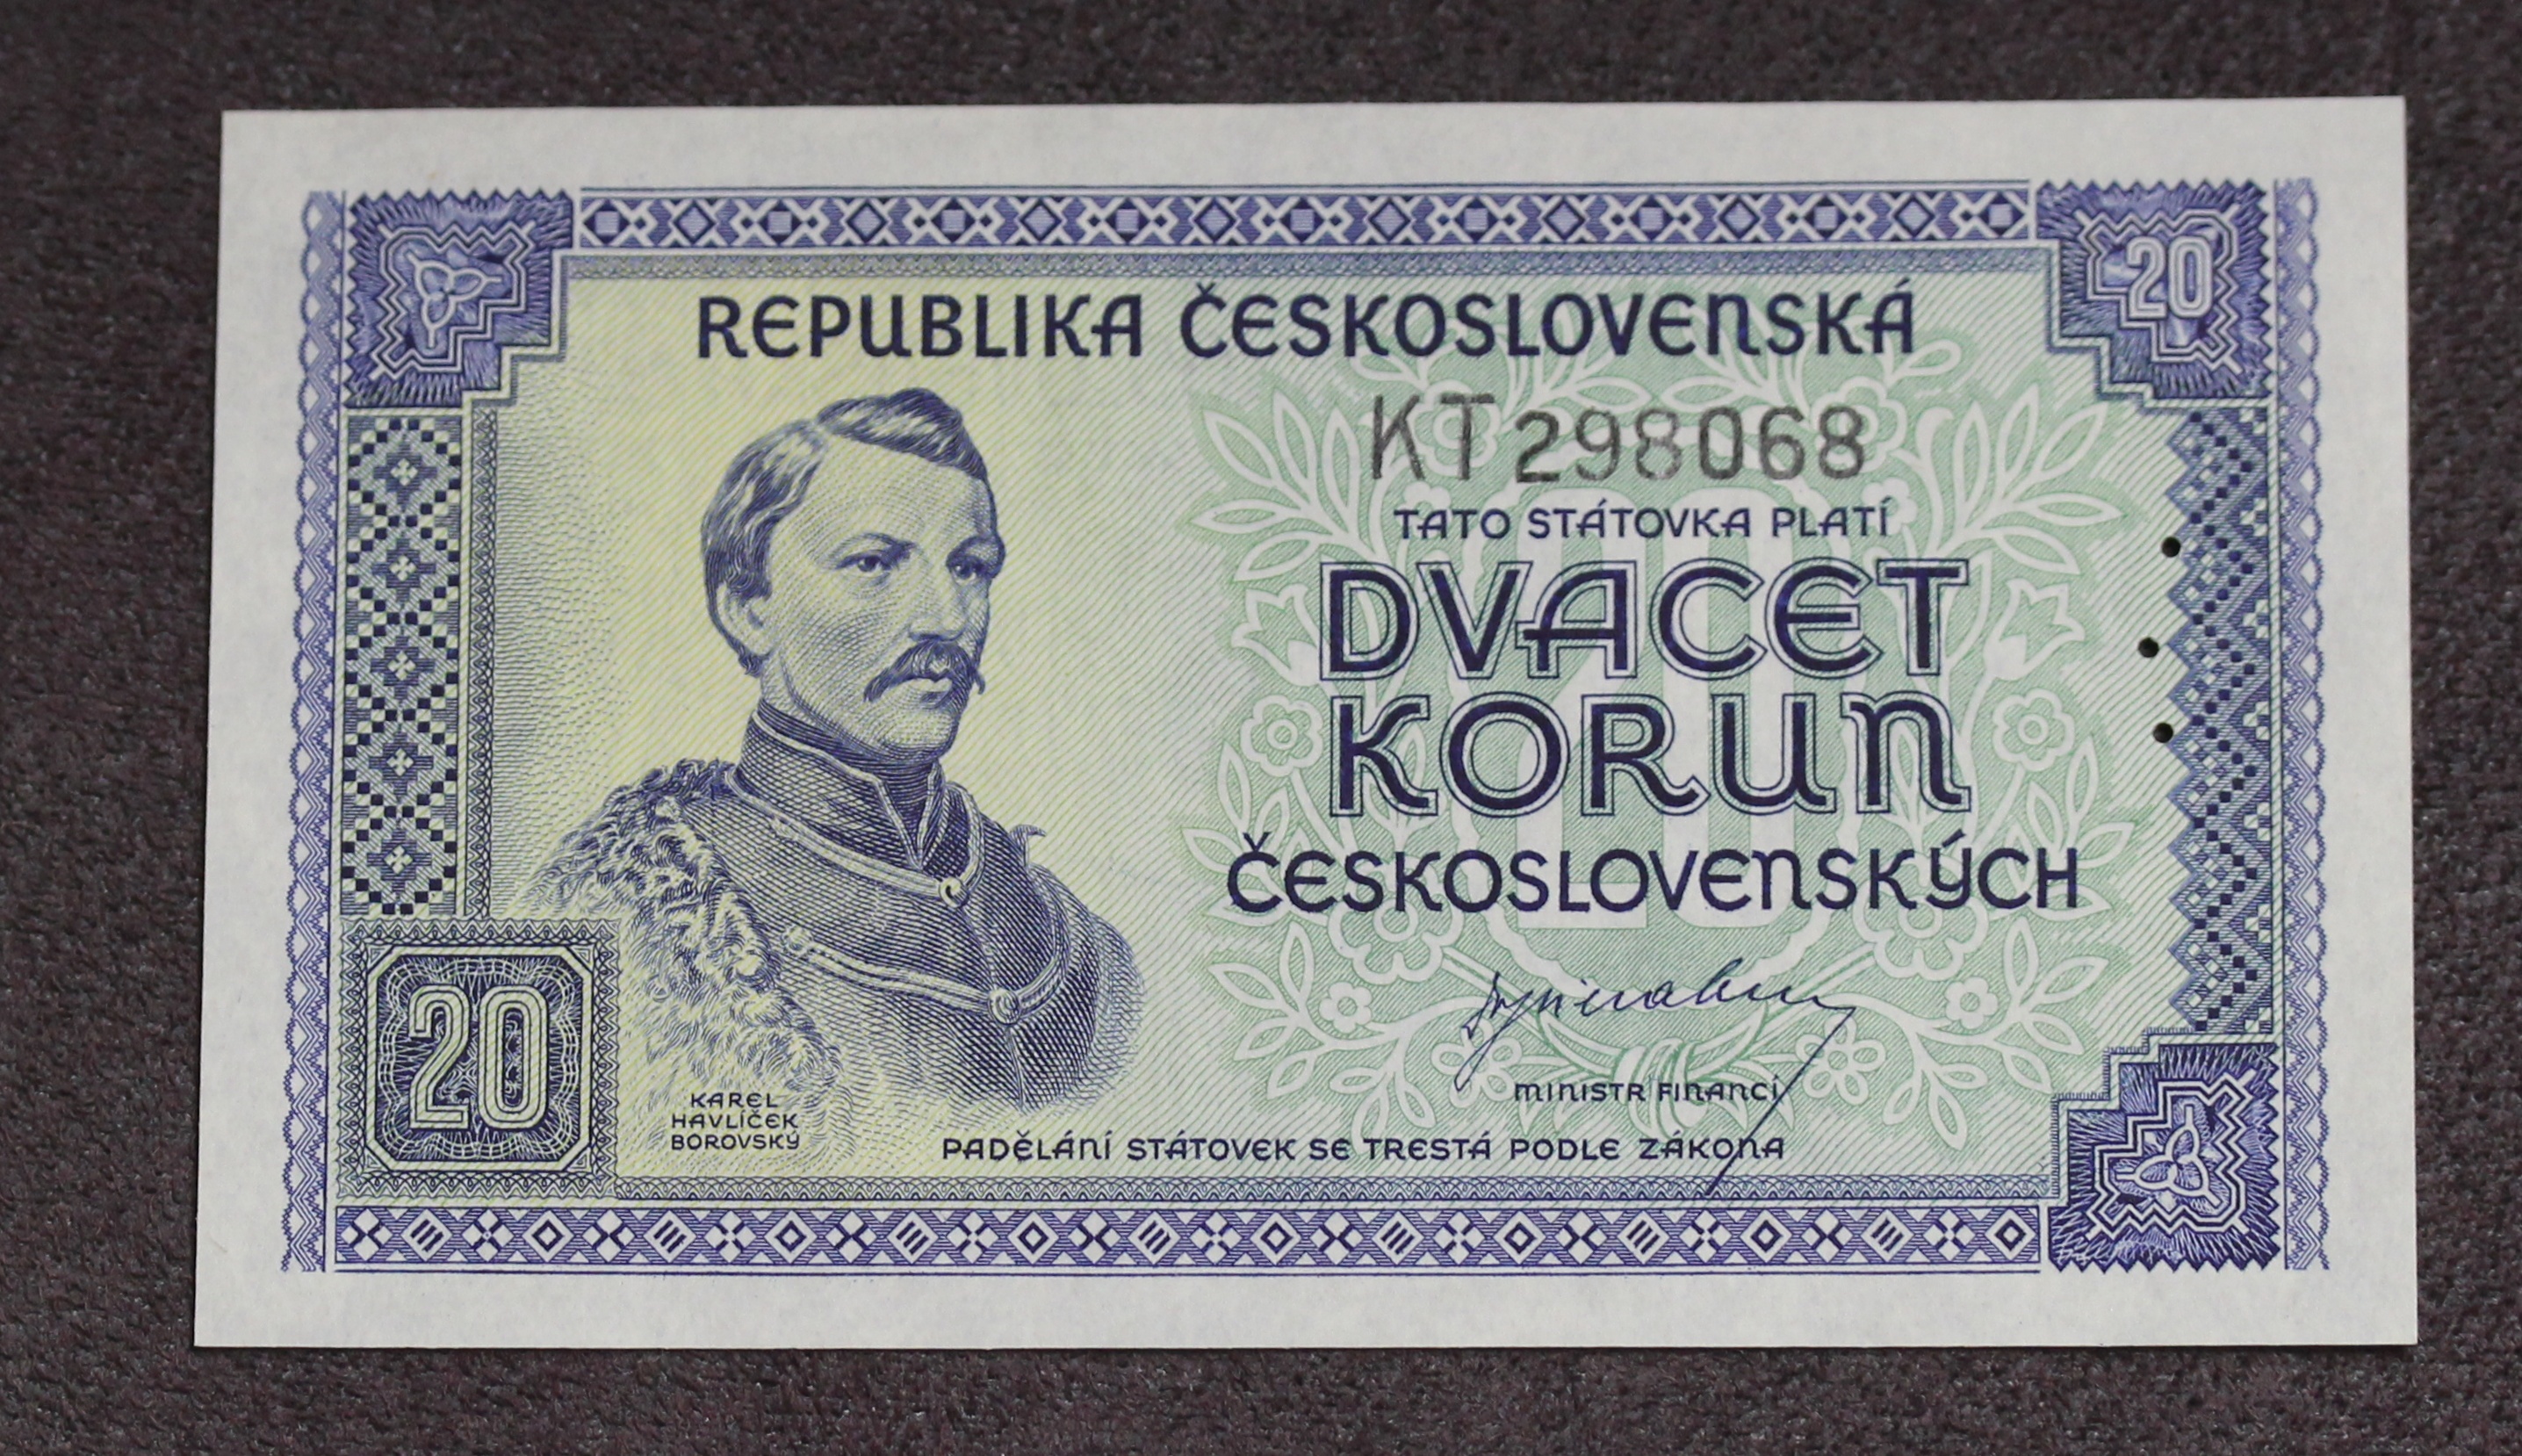 20
REPUBLIKA ČESKOSLOVENSKÁ
KT 298068
TATO STÁTOVKA PLATÍ
DVACET
KORUN
ČESKOSLOVENSKÝCH
MINISTR FINANCÍ
20
KAREL
HAVLÍČEK
BOROVSKÝ
PADĚLÁNÍ STÁTOVEK SE TRESTÁ PODLE ZÁKONA